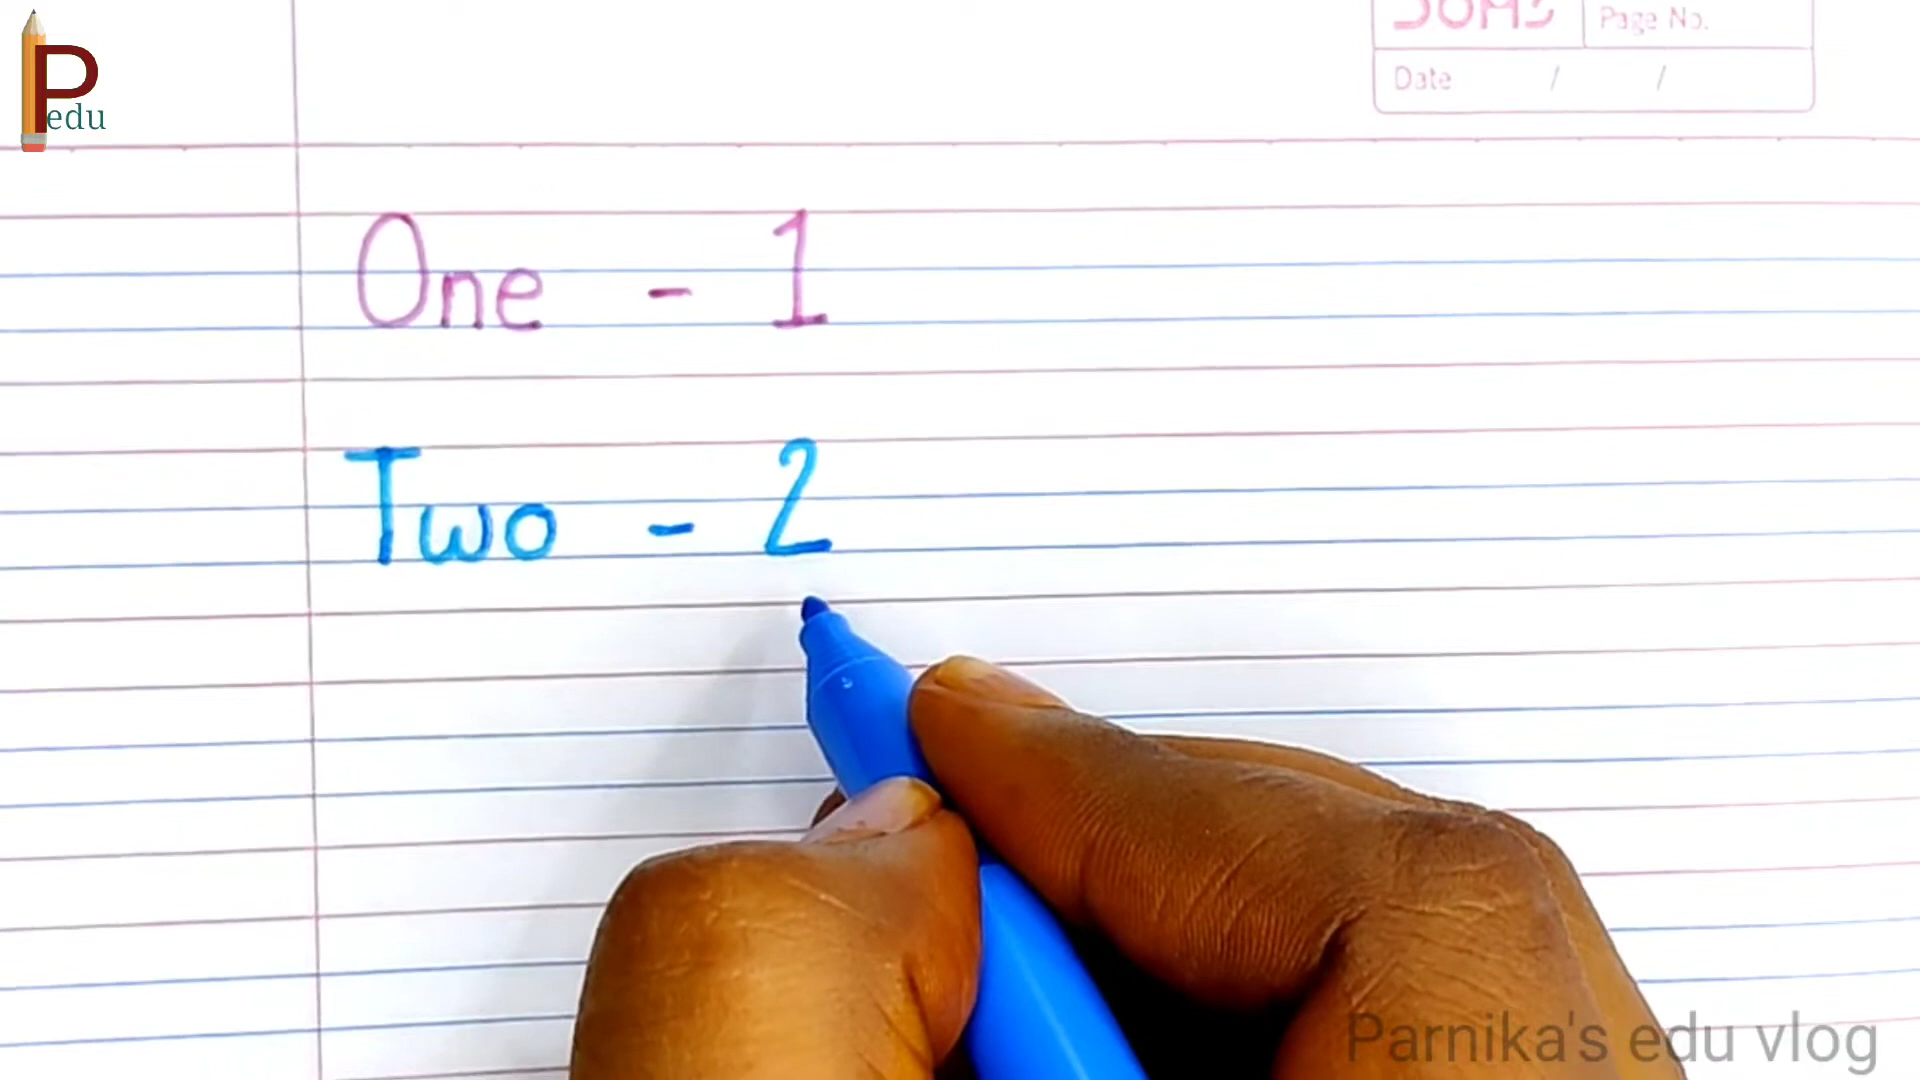 P
edu
Page No.
Date / /
One - 1
Two - 2
Parnika's edu vlog